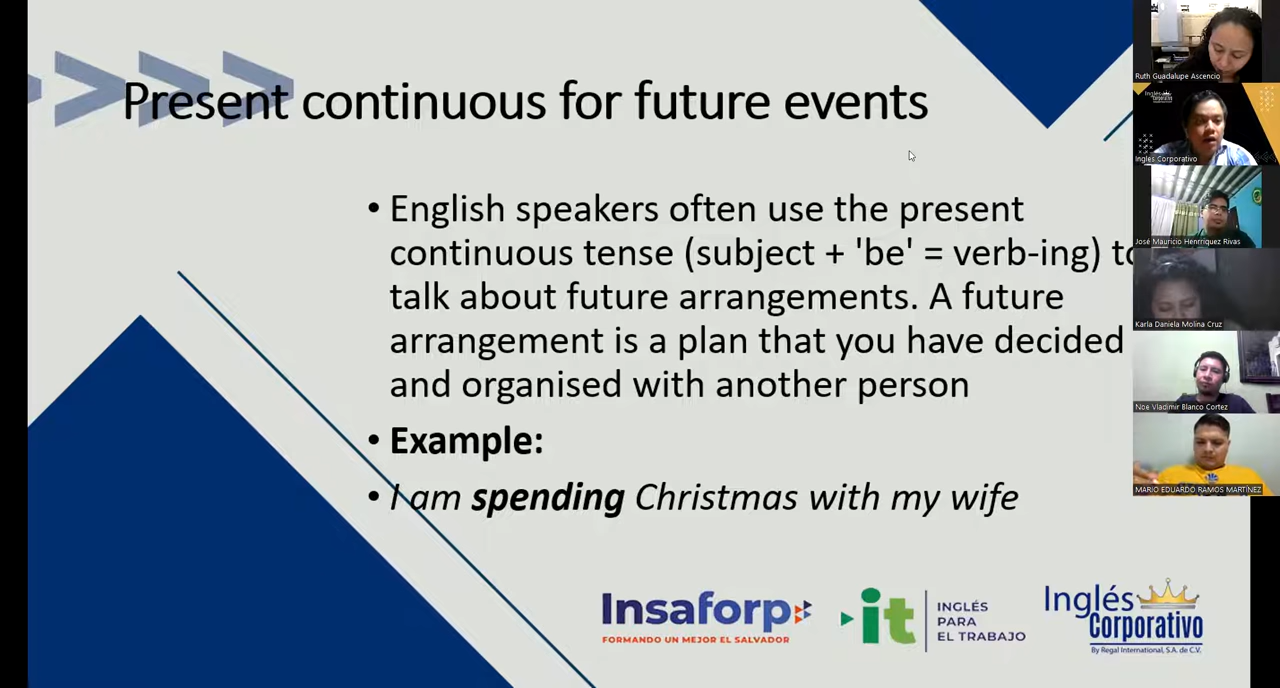 Present continuous for future events
• English speakers often use the present
continuous tense (subject + 'be' = verb-ing) to
talk about future arrangements. A future
arrangement is a plan that you have decided
and organised with another person
• Example:
• I am spending Christmas with my wife
Insaforp
FORMANDO UN MEJOR EL SALVADOR
it
INGLÉS
PARA
EL TRABAJO
Inglés
Corporativo
By Regal International, S.A. de C.V.
Ruth Guadalupe Ascencio
Inglés Corporativo
José Mauricio Henrríquez Rivas
Karla Daniela Molina Cruz
Noe Vladimir Blanco Cortez
MARIO EDUARDO RAMOS MARTÍNEZ